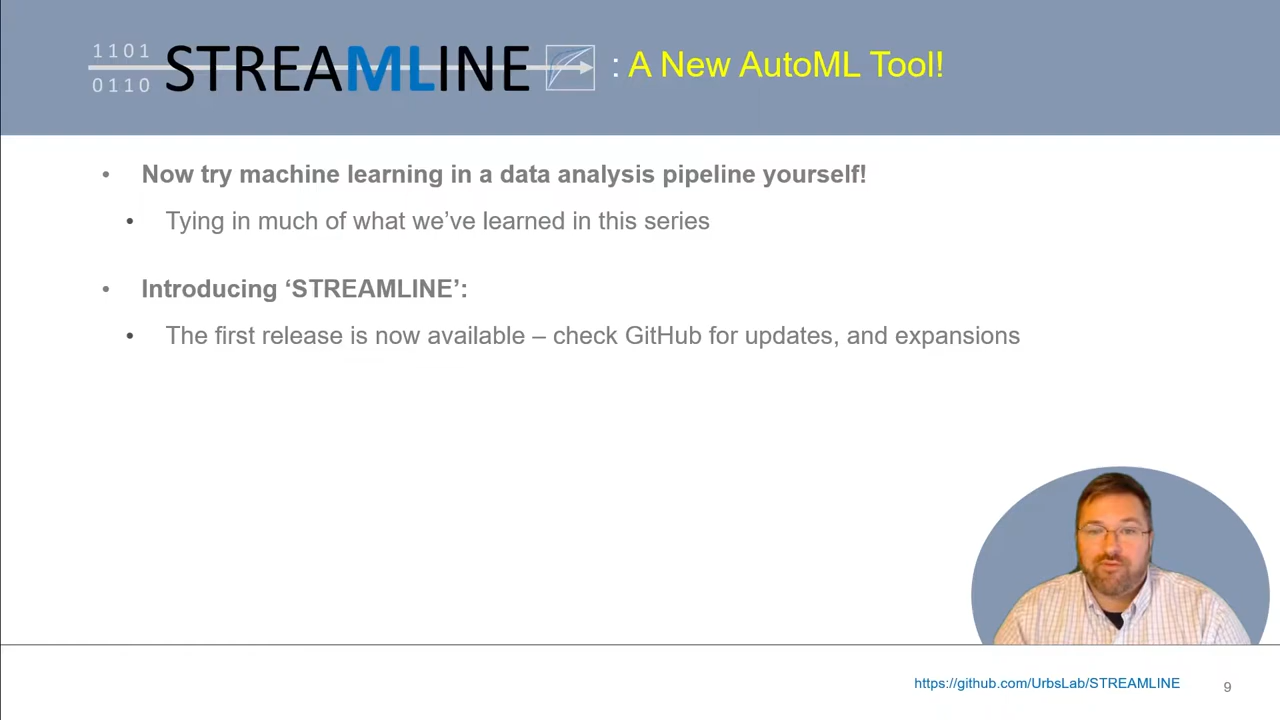 1101
0110
STREAMLINE : A New AutoML Tool!
• Now try machine learning in a data analysis pipeline yourself!
• Tying in much of what we’ve learned in this series
• Introducing ‘STREAMLINE’:
• The first release is now available – check GitHub for updates, and expansions
https://github.com/UrbsLab/STREAMLINE
9